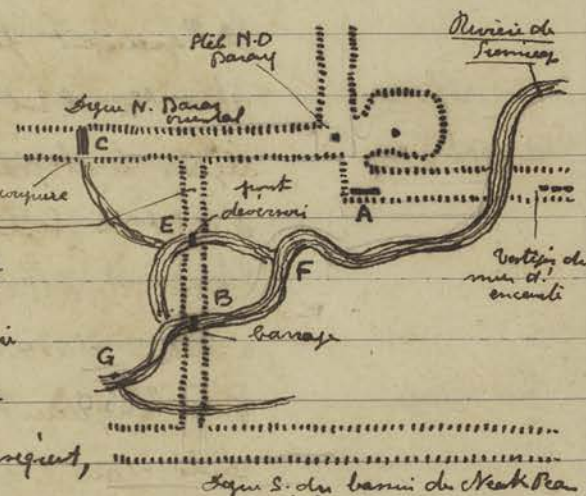 Stèle N.D
Baray
Rivière de
Siemreap
Digue N. Baray
oriental
C
coupure
pont
déversoir
A
E
Vestiges du
mur d'
enceinte
F
B
barrage
G
Digue S. du bassin du Neak Pean